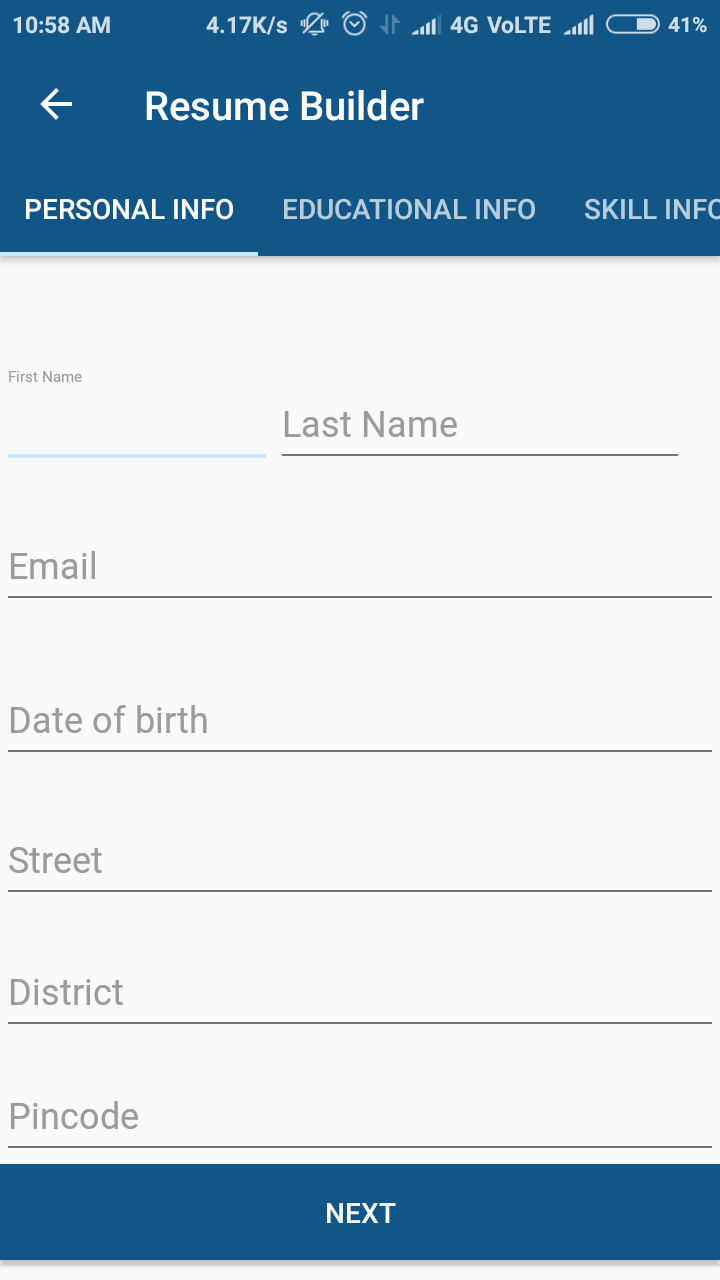 10:58 AM 4.17K/s 4G VoLTE 41%
Resume Builder
PERSONAL INFO EDUCATIONAL INFO SKILL INFO
First Name
Last Name
Email
Date of birth
Street
District
Pincode
NEXT